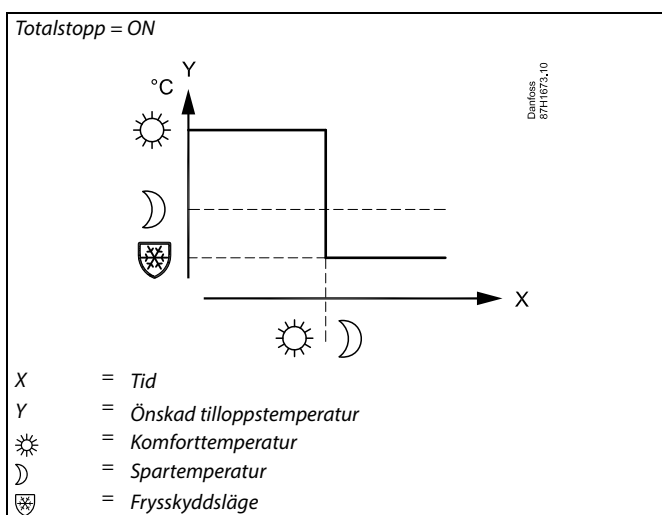 Totalstopp = ON
Y
°C
Danfoss
87H1673.10
X
X = Tid
Y = Önskad tilloppstemperatur
= Komforttemperatur
= Spartemperatur
= Frysskyddsläge